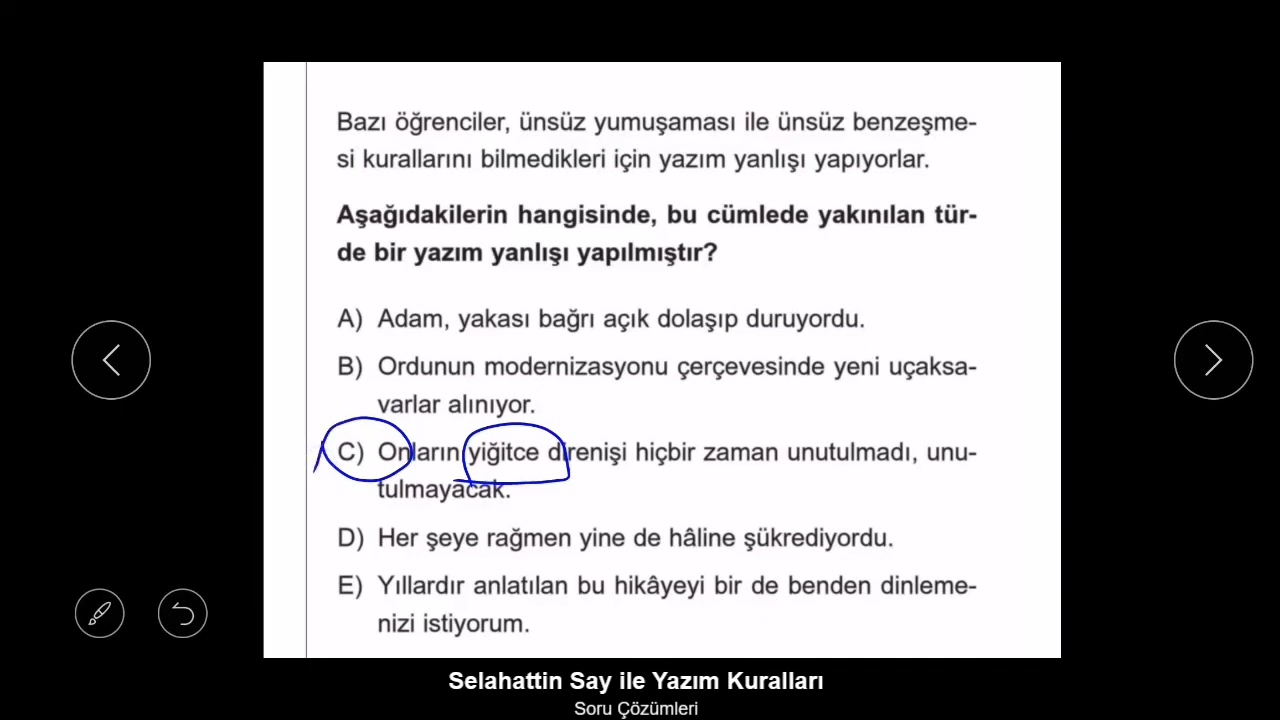 Bazı öğrenciler, ünsüz yumuşaması ile ünsüz benzeşme-
si kurallarını bilmedikleri için yazım yanlışı yapıyorlar.
Aşağıdakilerin hangisinde, bu cümlede yakınılan tür-
de bir yazım yanlışı yapılmıştır?
A) Adam, yakası bağrı açık dolaşıp duruyordu.
B) Ordunun modernizasyonu çerçevesinde yeni uçaksa-
varlar alınıyor.
C) Onların yiğitce direnişi hiçbir zaman unutulmadı, unu-
tulmayacak.
D) Her şeye rağmen yine de hâline şükrediyordu.
E) Yıllardır anlatılan bu hikâyeyi bir de benden dinleme-
nizi istiyorum.
Selahattin Say ile Yazım Kuralları
Soru Çözümleri